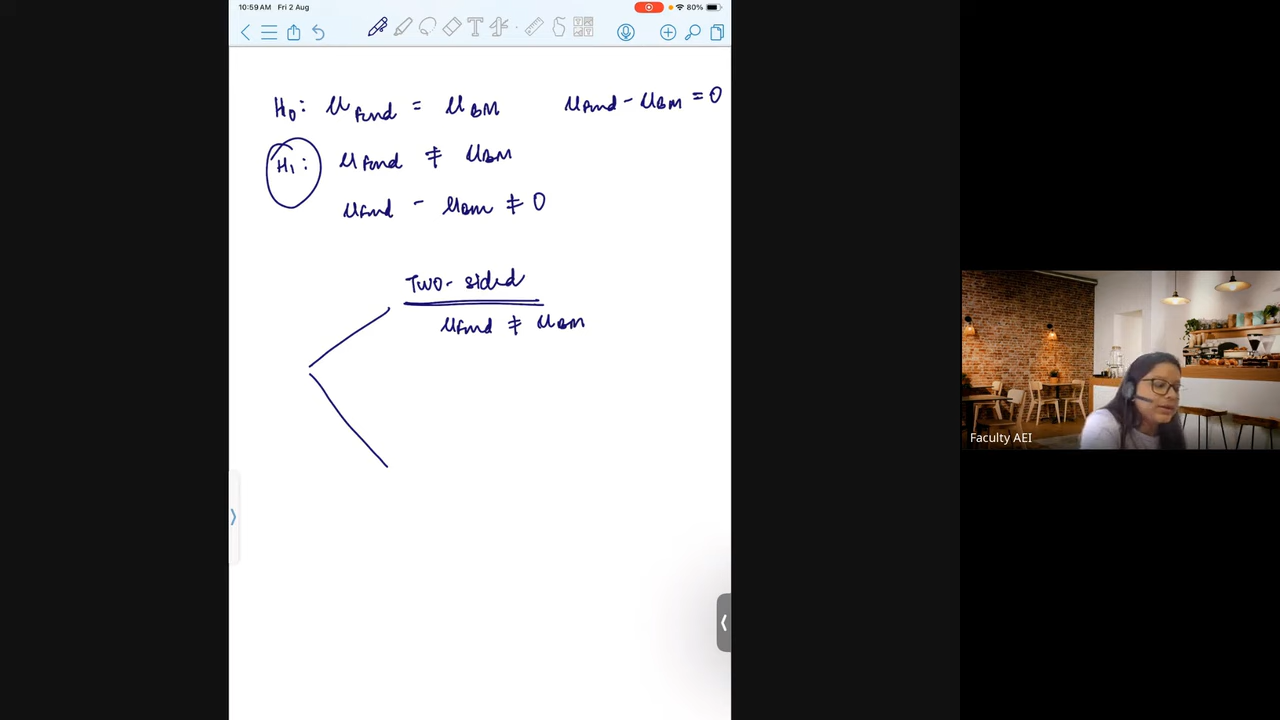 10:59 AM Fri 2 Aug
80%
H₀: μFund = μBM
μFund - μBM = 0
H₁: μFund ≠ μBM
μFund - μBM ≠ 0
Two-sided
μFund ≠ μBM
Faculty AEI